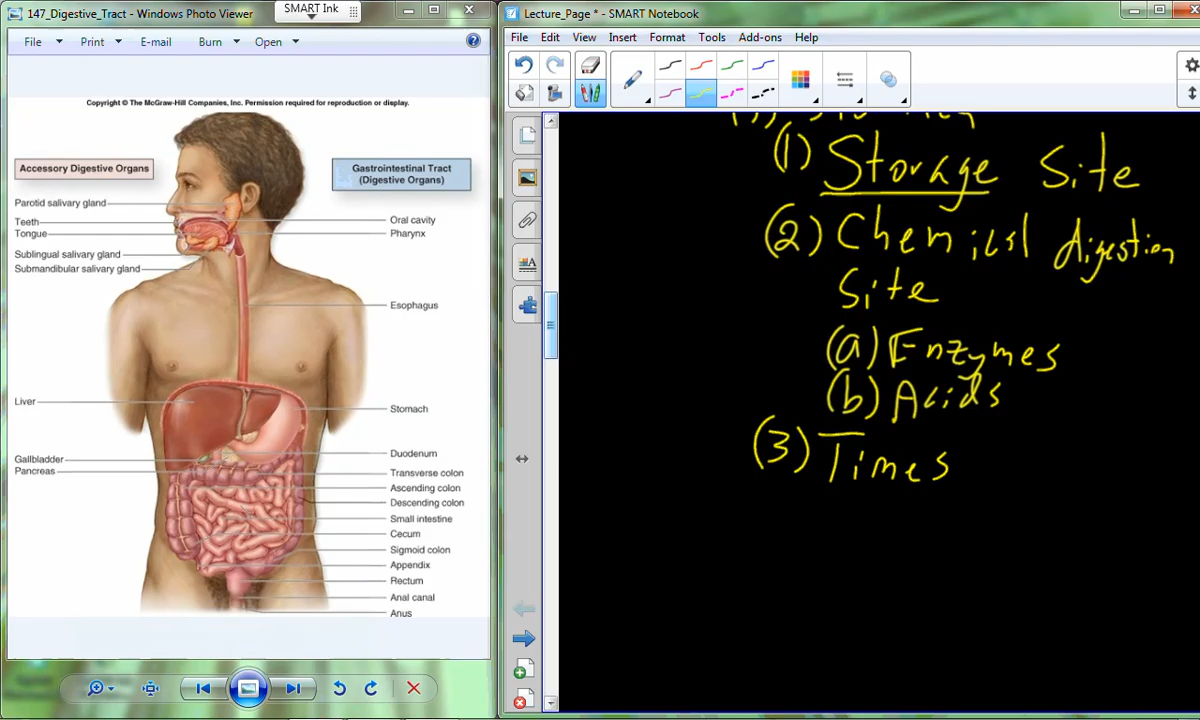 147_Digestive_Tract - Windows Photo Viewer
SMART Ink
File Print E-mail Burn Open
Copyright © The McGraw-Hill Companies, Inc. Permission required for reproduction or display.
Accessory Digestive Organs
Gastrointestinal Tract
(Digestive Organs)
Parotid salivary gland
Teeth
Tongue
Sublingual salivary gland
Submandibular salivary gland
Liver
Gallbladder
Pancreas
Oral cavity
Pharynx
Esophagus
Stomach
Duodenum
Transverse colon
Ascending colon
Descending colon
Small intestine
Cecum
Sigmoid colon
Appendix
Rectum
Anal canal
Anus
Lecture_Page * - SMART Notebook
File Edit View Insert Format Tools Add-ons Help
(1) Storage Site
(2) Chemical digestion
Site
(a) Enzymes
(b) Acids
(3) Times